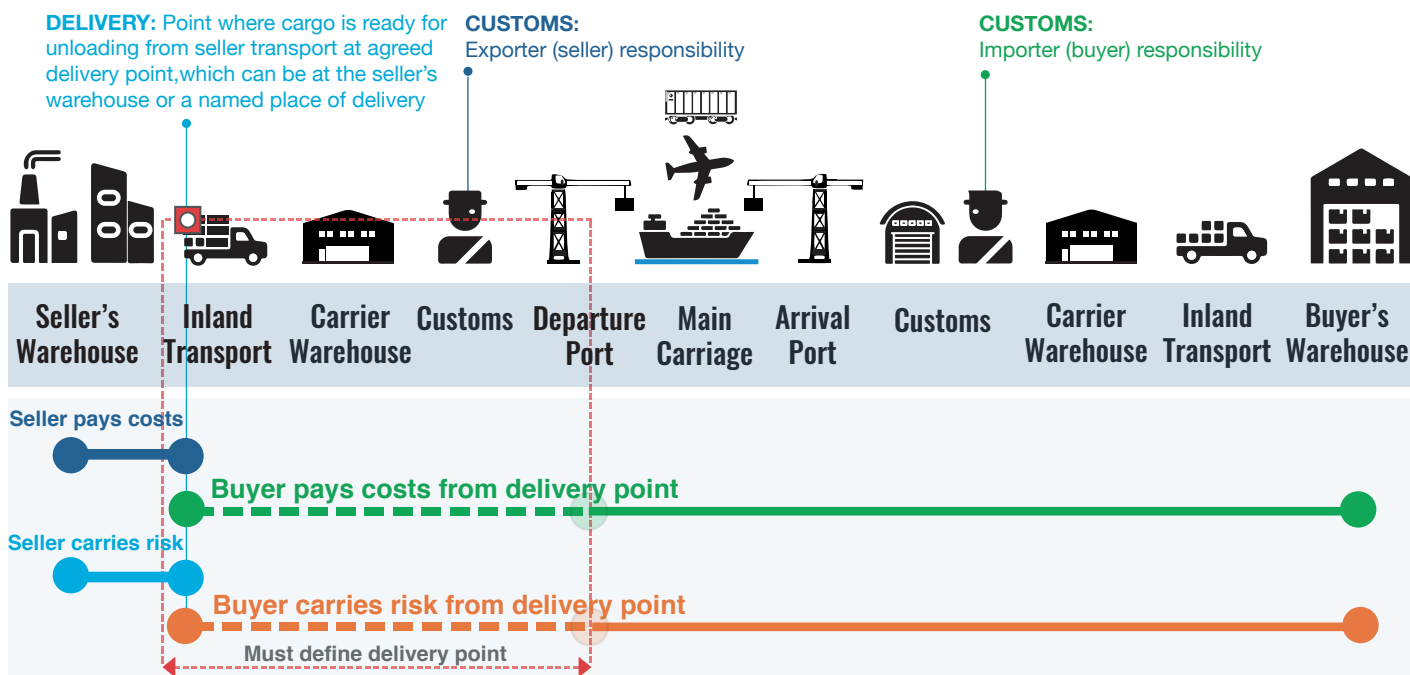 DELIVERY: Point where cargo is ready for
unloading from seller transport at agreed
delivery point,which can be at the seller's
warehouse or a named place of delivery
CUSTOMS:
Exporter (seller) responsibility
CUSTOMS:
Importer (buyer) responsibility
Seller's
Warehouse
Inland
Transport
Carrier
Warehouse
Customs
Departure
Port
Main
Carriage
Arrival
Port
Customs
Carrier
Warehouse
Inland
Transport
Buyer's
Warehouse
Seller pays costs
Buyer pays costs from delivery point
Seller carries risk
Buyer carries risk from delivery point
Must define delivery point